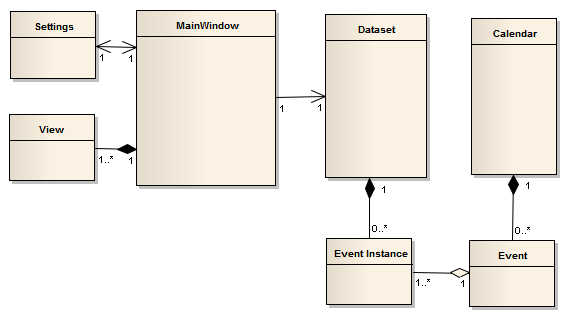 Settings
MainWindow
Dataset
Calendar
1
1
1
1
View
1..*
1
1
1
0..*
0..*
Event Instance
Event
1..*
1